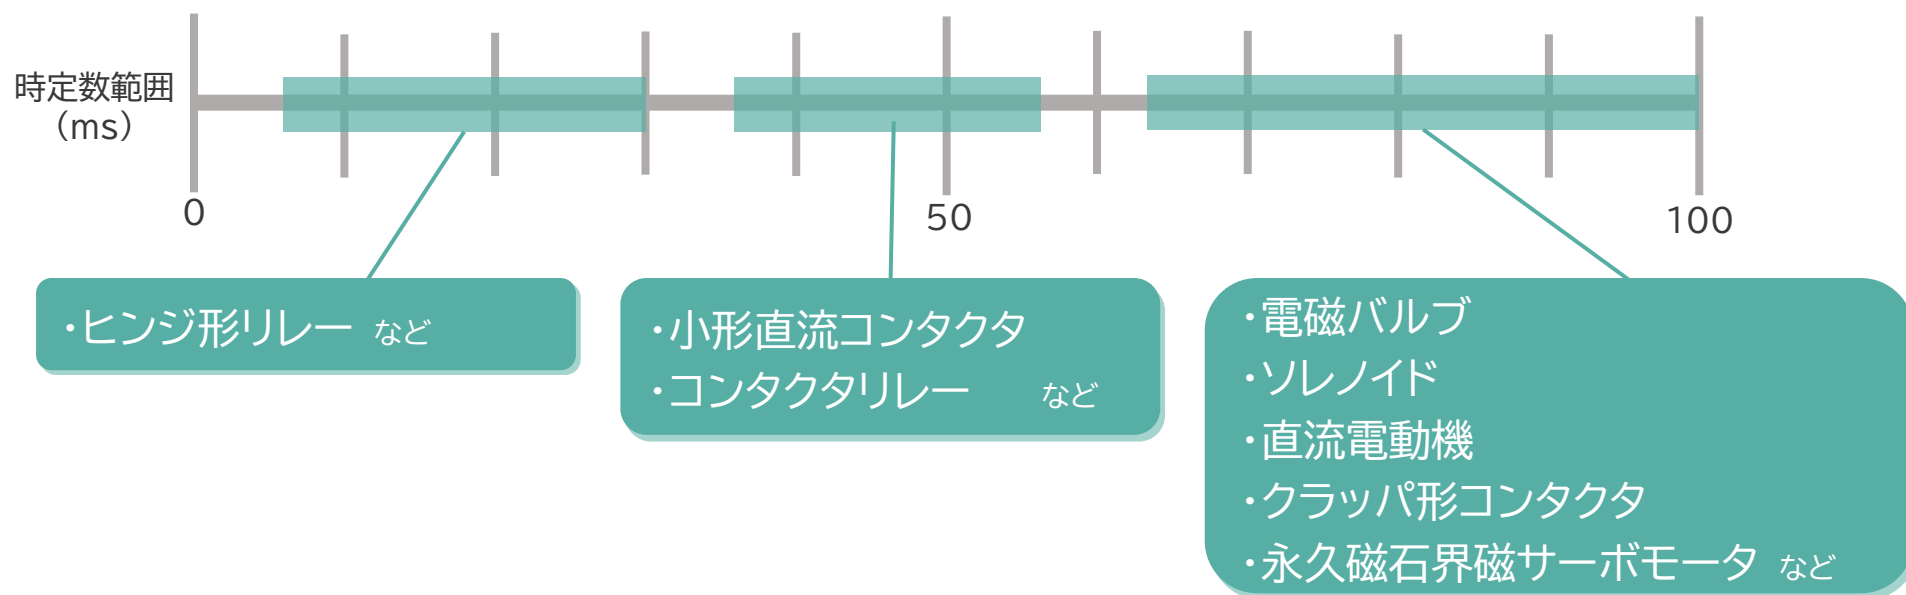 時定数範囲
(ms)
0
50
100
・ヒンジ形リレー など
・小形直流コンタクタ
・コンタクタリレー など
・電磁バルブ
・ソレノイド
・直流電動機
・クラッパ形コンタクタ
・永久磁石界磁サーボモータ など